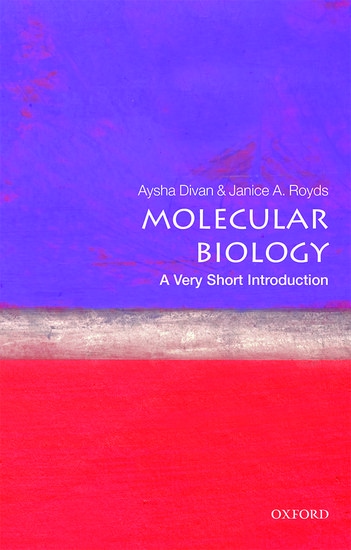 Aysha Divan & Janice A. Royds
MOLECULAR
BIOLOGY
A Very Short Introduction
OXFORD